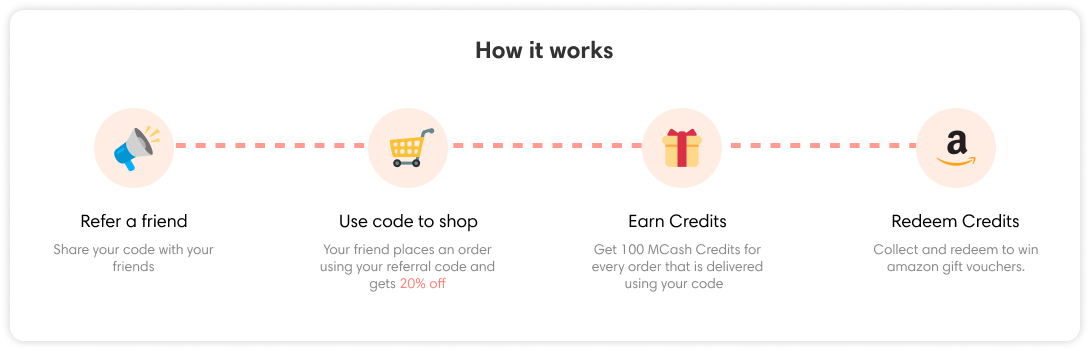 How it works
Refer a friend
Share your code with your
friends
Use code to shop
Your friend places an order
using your referral code and
gets 20% off
Earn Credits
Get 100 MCash Credits for
every order that is delivered
using your code
a
Redeem Credits
Collect and redeem to win
amazon gift vouchers.